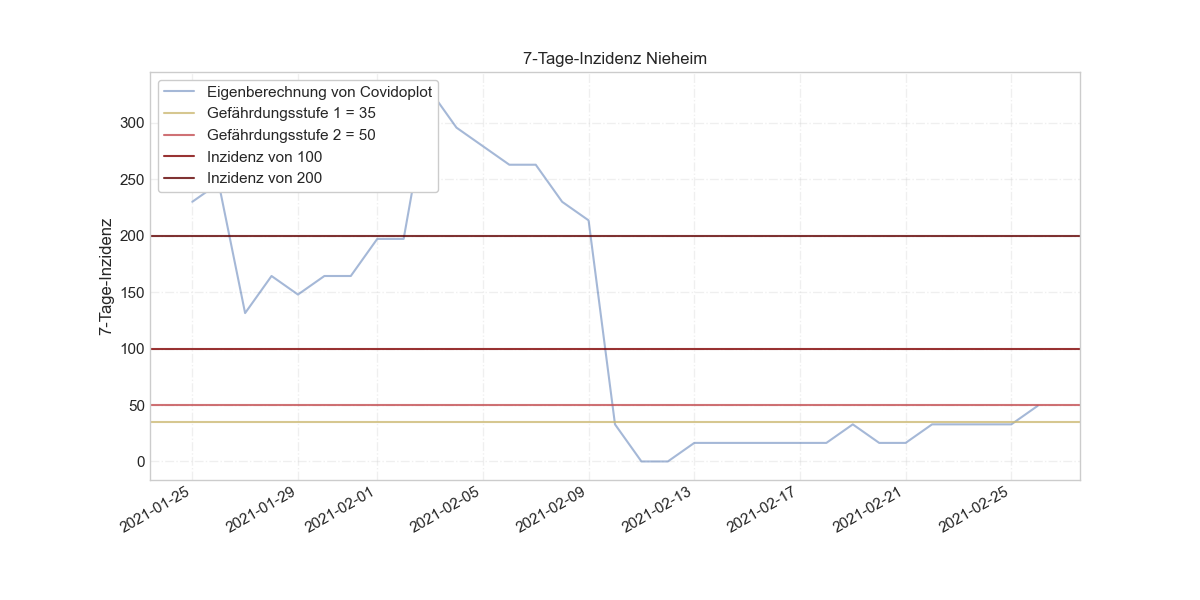 7-Tage-Inzidenz Nieheim
Eigenberechnung von Covidoplot
Gefährdungsstufe 1 = 35
Gefährdungsstufe 2 = 50
Inzidenz von 100
Inzidenz von 200
7-Tage-Inzidenz
300
250
200
150
100
50
0
2021-01-25
2021-01-29
2021-02-01
2021-02-05
2021-02-09
2021-02-13
2021-02-17
2021-02-21
2021-02-25